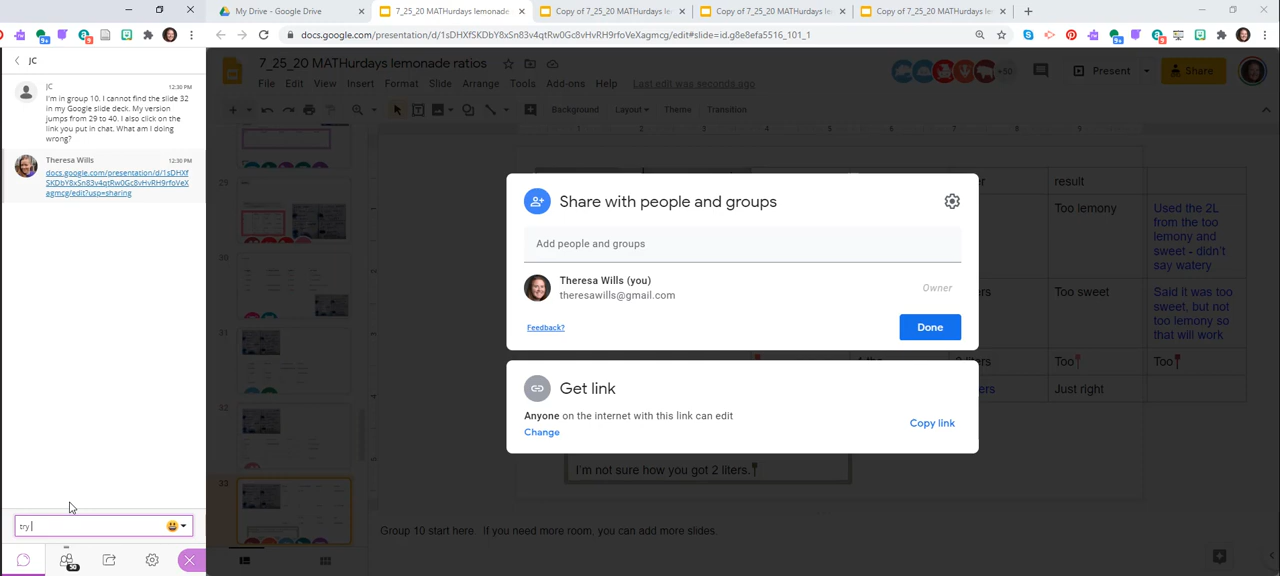 My Drive - Google Drive
7_25_20 MATHurdays lemonade
Copy of 7_25_20 MATHurdays le
Copy of 7_25_20 MATHurdays le
Copy of 7_25_20 MATHurdays le
docs.google.com/presentation/d/1sDHXfSKDbY8xSn83v4qtRw0Gc8vHvRH9rfoVeXagmcg/edit#slide=id.g8e8efa5516_101_1
JC
JC
12:30 PM
I'm in group 10. I cannot find the slide 32
in my Google slide deck. My version
jumps from 29 to 40. I also click on the
link you put in chat. What am I doing
wrong?
Theresa Wills
12:30 PM
docs.google.com/presentation/d/1sDHXf
SKDbY8xSn83v4qtRw0Gc8vHvRH9rfoVeX
agmcg/edit?usp=sharing
try
50
7_25_20 MATHurdays lemonade ratios
File Edit View Insert Format Slide Arrange Tools Add-ons Help Last edit was seconds ago
+30
Present
Share
Background Layout Theme Transition
29
30
31
32
33
Share with people and groups
Add people and groups
Theresa Wills (you)
theresawills@gmail.com
Owner
Feedback?
Done
Get link
Anyone on the internet with this link can edit
Change
Copy link
result
Too lemony
Used the 2L
from the too
lemony and
sweet - didn't
say watery
Too sweet
Said it was too
sweet, but not
too lemony so
that will work
Too
Too
Just right
I'm not sure how you got 2 liters.
Group 10 start here. If you need more room, you can add more slides.